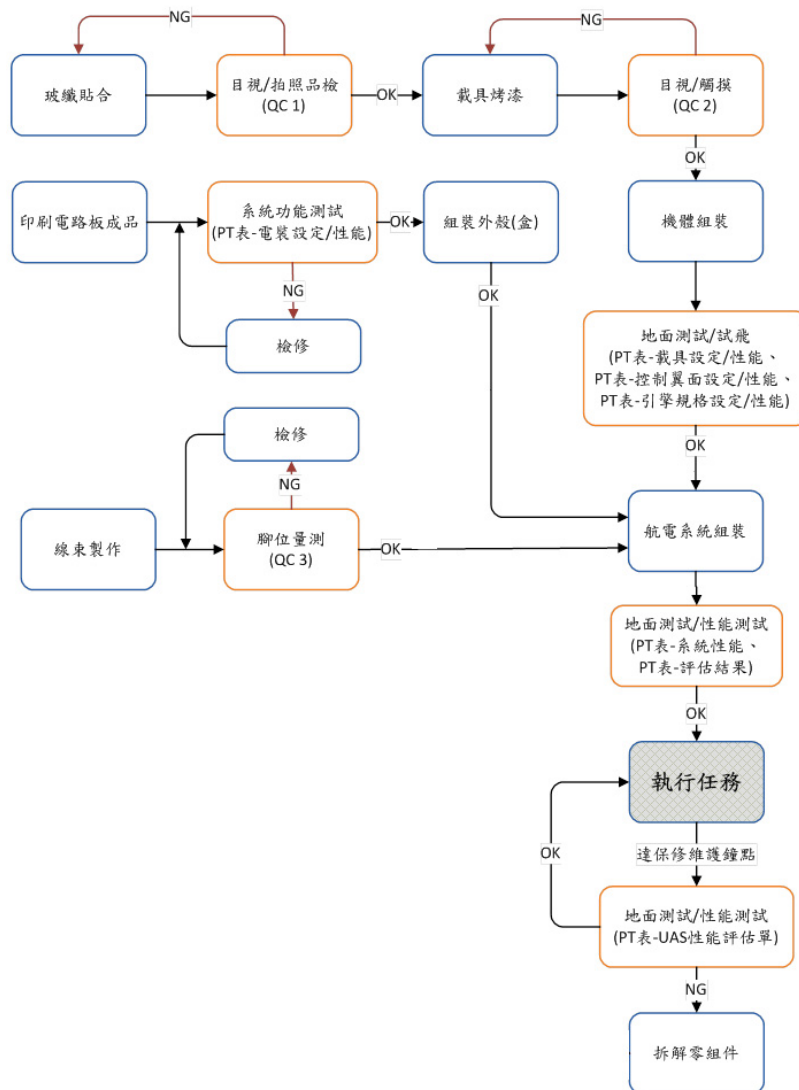 NG
NG
玻纖貼合
目視/拍照品檢
(QC 1)
OK
載具烤漆
目視/觸摸
(QC 2)
OK
印刷電路板成品
系統功能測試
(PT表-電裝設定/性能)
OK
組裝外殼(盒)
機體組裝
OK
NG
檢修
地面測試/試飛
(PT表-載具設定/性能、
PT表-控制翼面設定/性能、
PT表-引擎規格設定/性能)
檢修
OK
NG
線束製作
腳位量測
(QC 3)
OK
航電系統組裝
地面測試/性能測試
(PT表-系統性能、
PT表-評估結果)
OK
執行任務
OK
達保修維護鐘點
地面測試/性能測試
(PT表-UAS性能評估單)
NG
拆解零組件